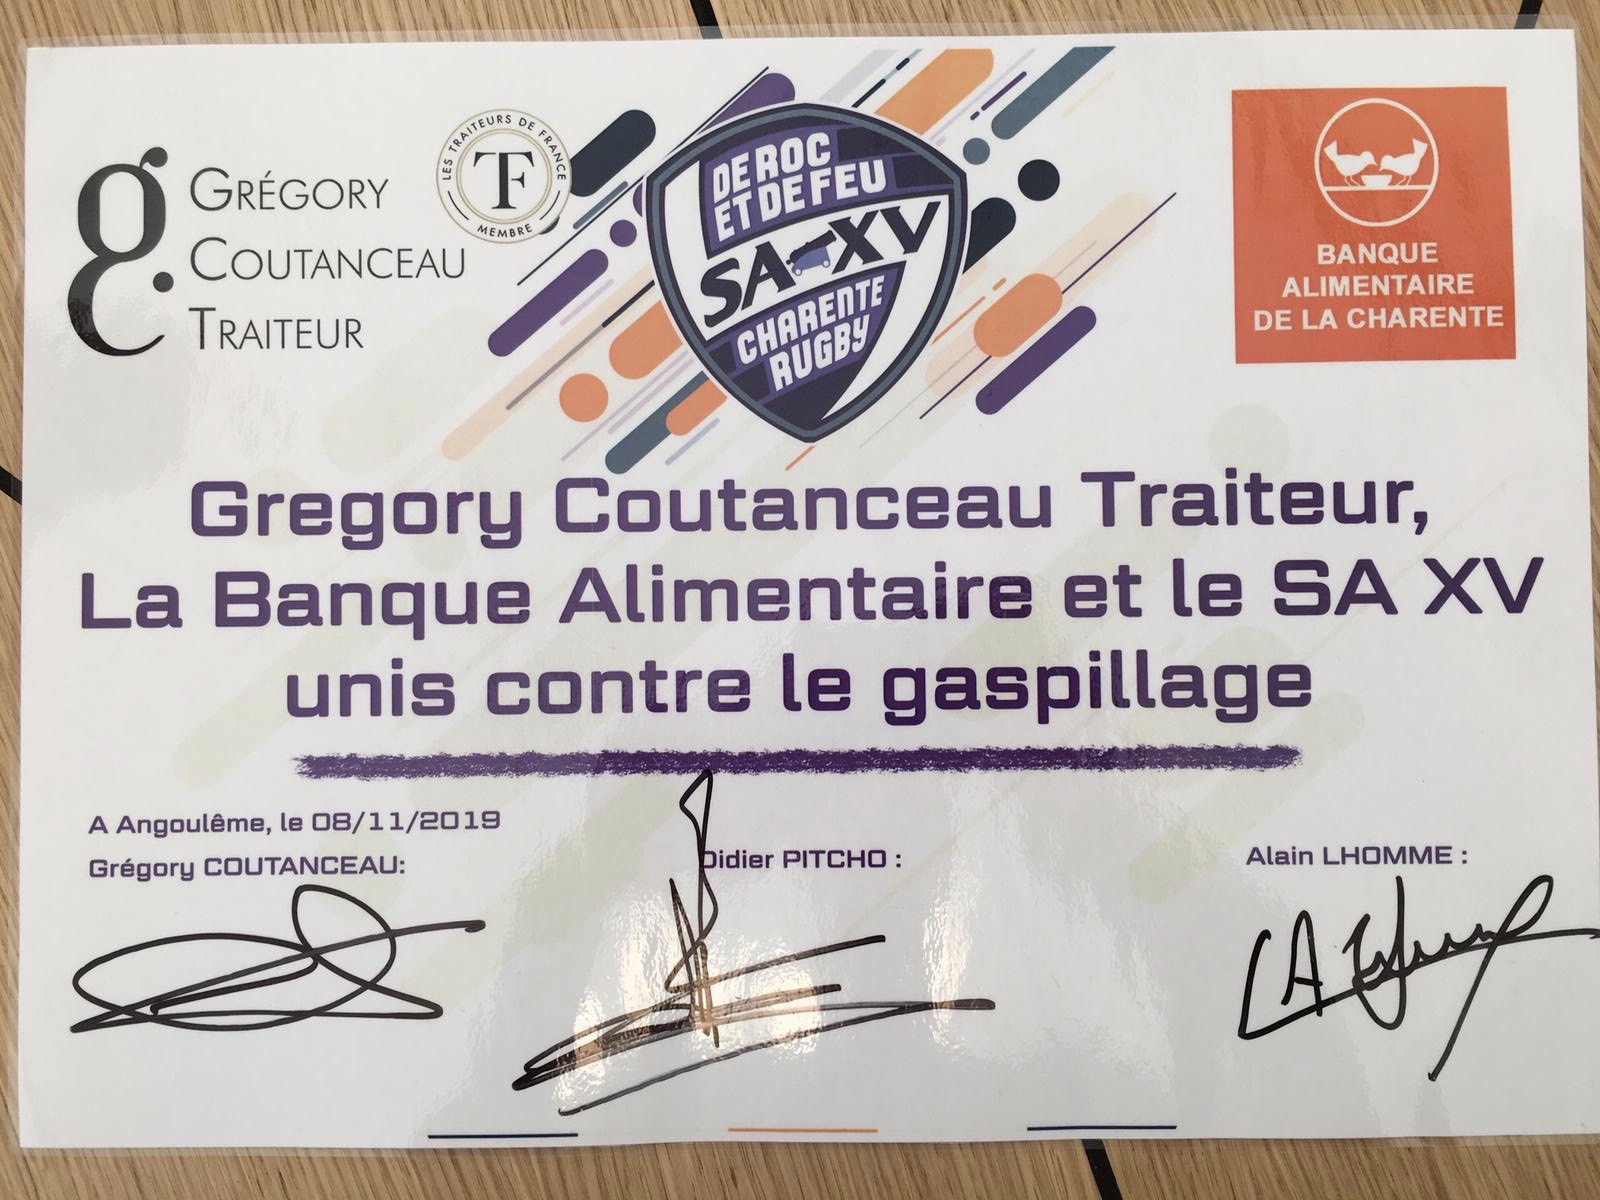 GRÉGORY
COUTANCEAU
TRAITEUR
LES TRAITEURS DE FRANCE
TF
MEMBRE
DE ROC
ET DE FEU
SA XV
CHARENTE
RUGBY
BANQUE
ALIMENTAIRE
DE LA CHARENTE
Gregory Coutanceau Traiteur,
La Banque Alimentaire et le SA XV
unis contre le gaspillage
A Angoulême, le 08/11/2019
Grégory COUTANCEAU:
Didier PITCHO :
Alain LHOMME :